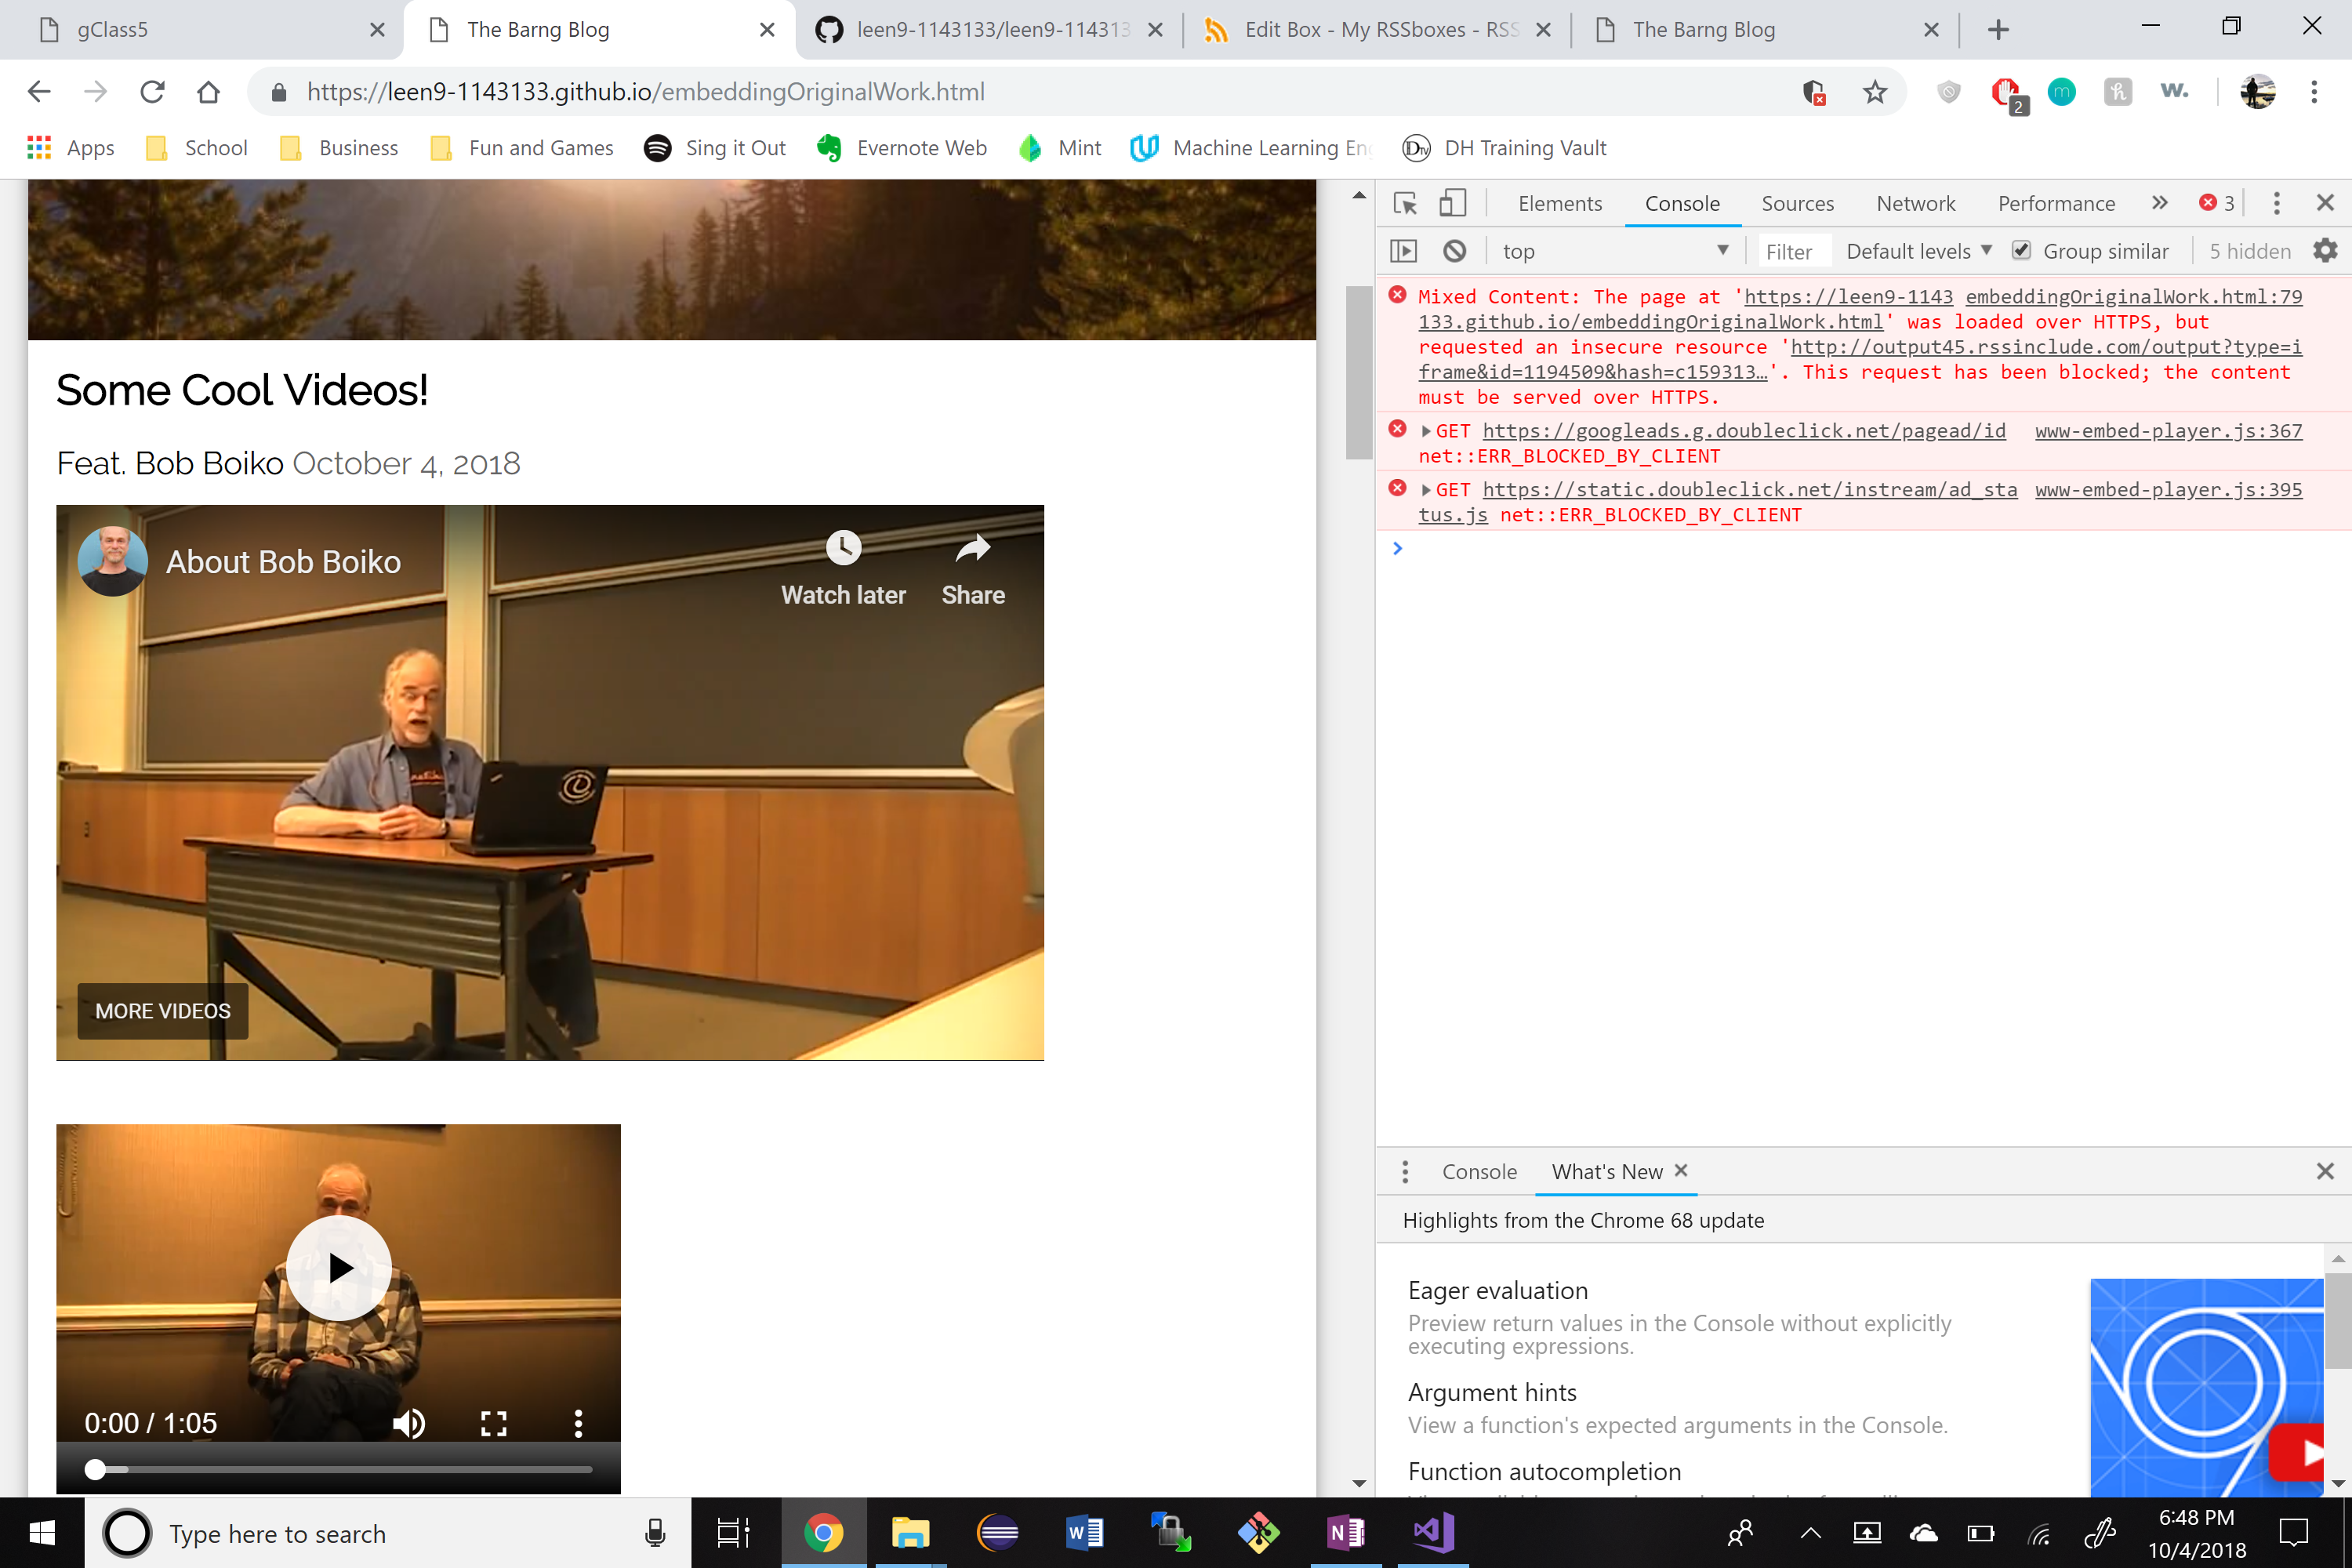 gClass5
The Barng Blog
leen9-1143133/leen9-114313
Edit Box - My RSSboxes - RSS
The Barng Blog
https://leen9-1143133.github.io/embeddingOriginalWork.html
2
m
h
w.
Apps
School
Business
Fun and Games
Sing it Out
Evernote Web
Mint
Machine Learning En
DTV
DH Training Vault
Some Cool Videos!
Feat. Bob Boiko October 4, 2018
About Bob Boiko
Watch later
Share
MORE VIDEOS
0:00 / 1:05
Elements
Console
Sources
Network
Performance
3
top
Filter
Default levels
Group similar
5 hidden
Mixed Content: The page at 'https://leen9-1143 embeddingOriginalWork.html:79
133.github.io/embeddingOriginalWork.html' was loaded over HTTPS, but
requested an insecure resource 'http://output45.rssinclude.com/output?type=i
frame&id=1194509&hash=c159313…'. This request has been blocked; the content
must be served over HTTPS.
GET https://googleads.g.doubleclick.net/pagead/id www-embed-player.js:367
net::ERR_BLOCKED_BY_CLIENT
GET https://static.doubleclick.net/instream/ad_sta www-embed-player.js:395
tus.js net::ERR_BLOCKED_BY_CLIENT
Console
What's New
Highlights from the Chrome 68 update
Eager evaluation
Preview return values in the Console without explicitly
executing expressions.
Argument hints
View a function's expected arguments in the Console.
Function autocompletion
Type here to search
6:48 PM
10/4/2018